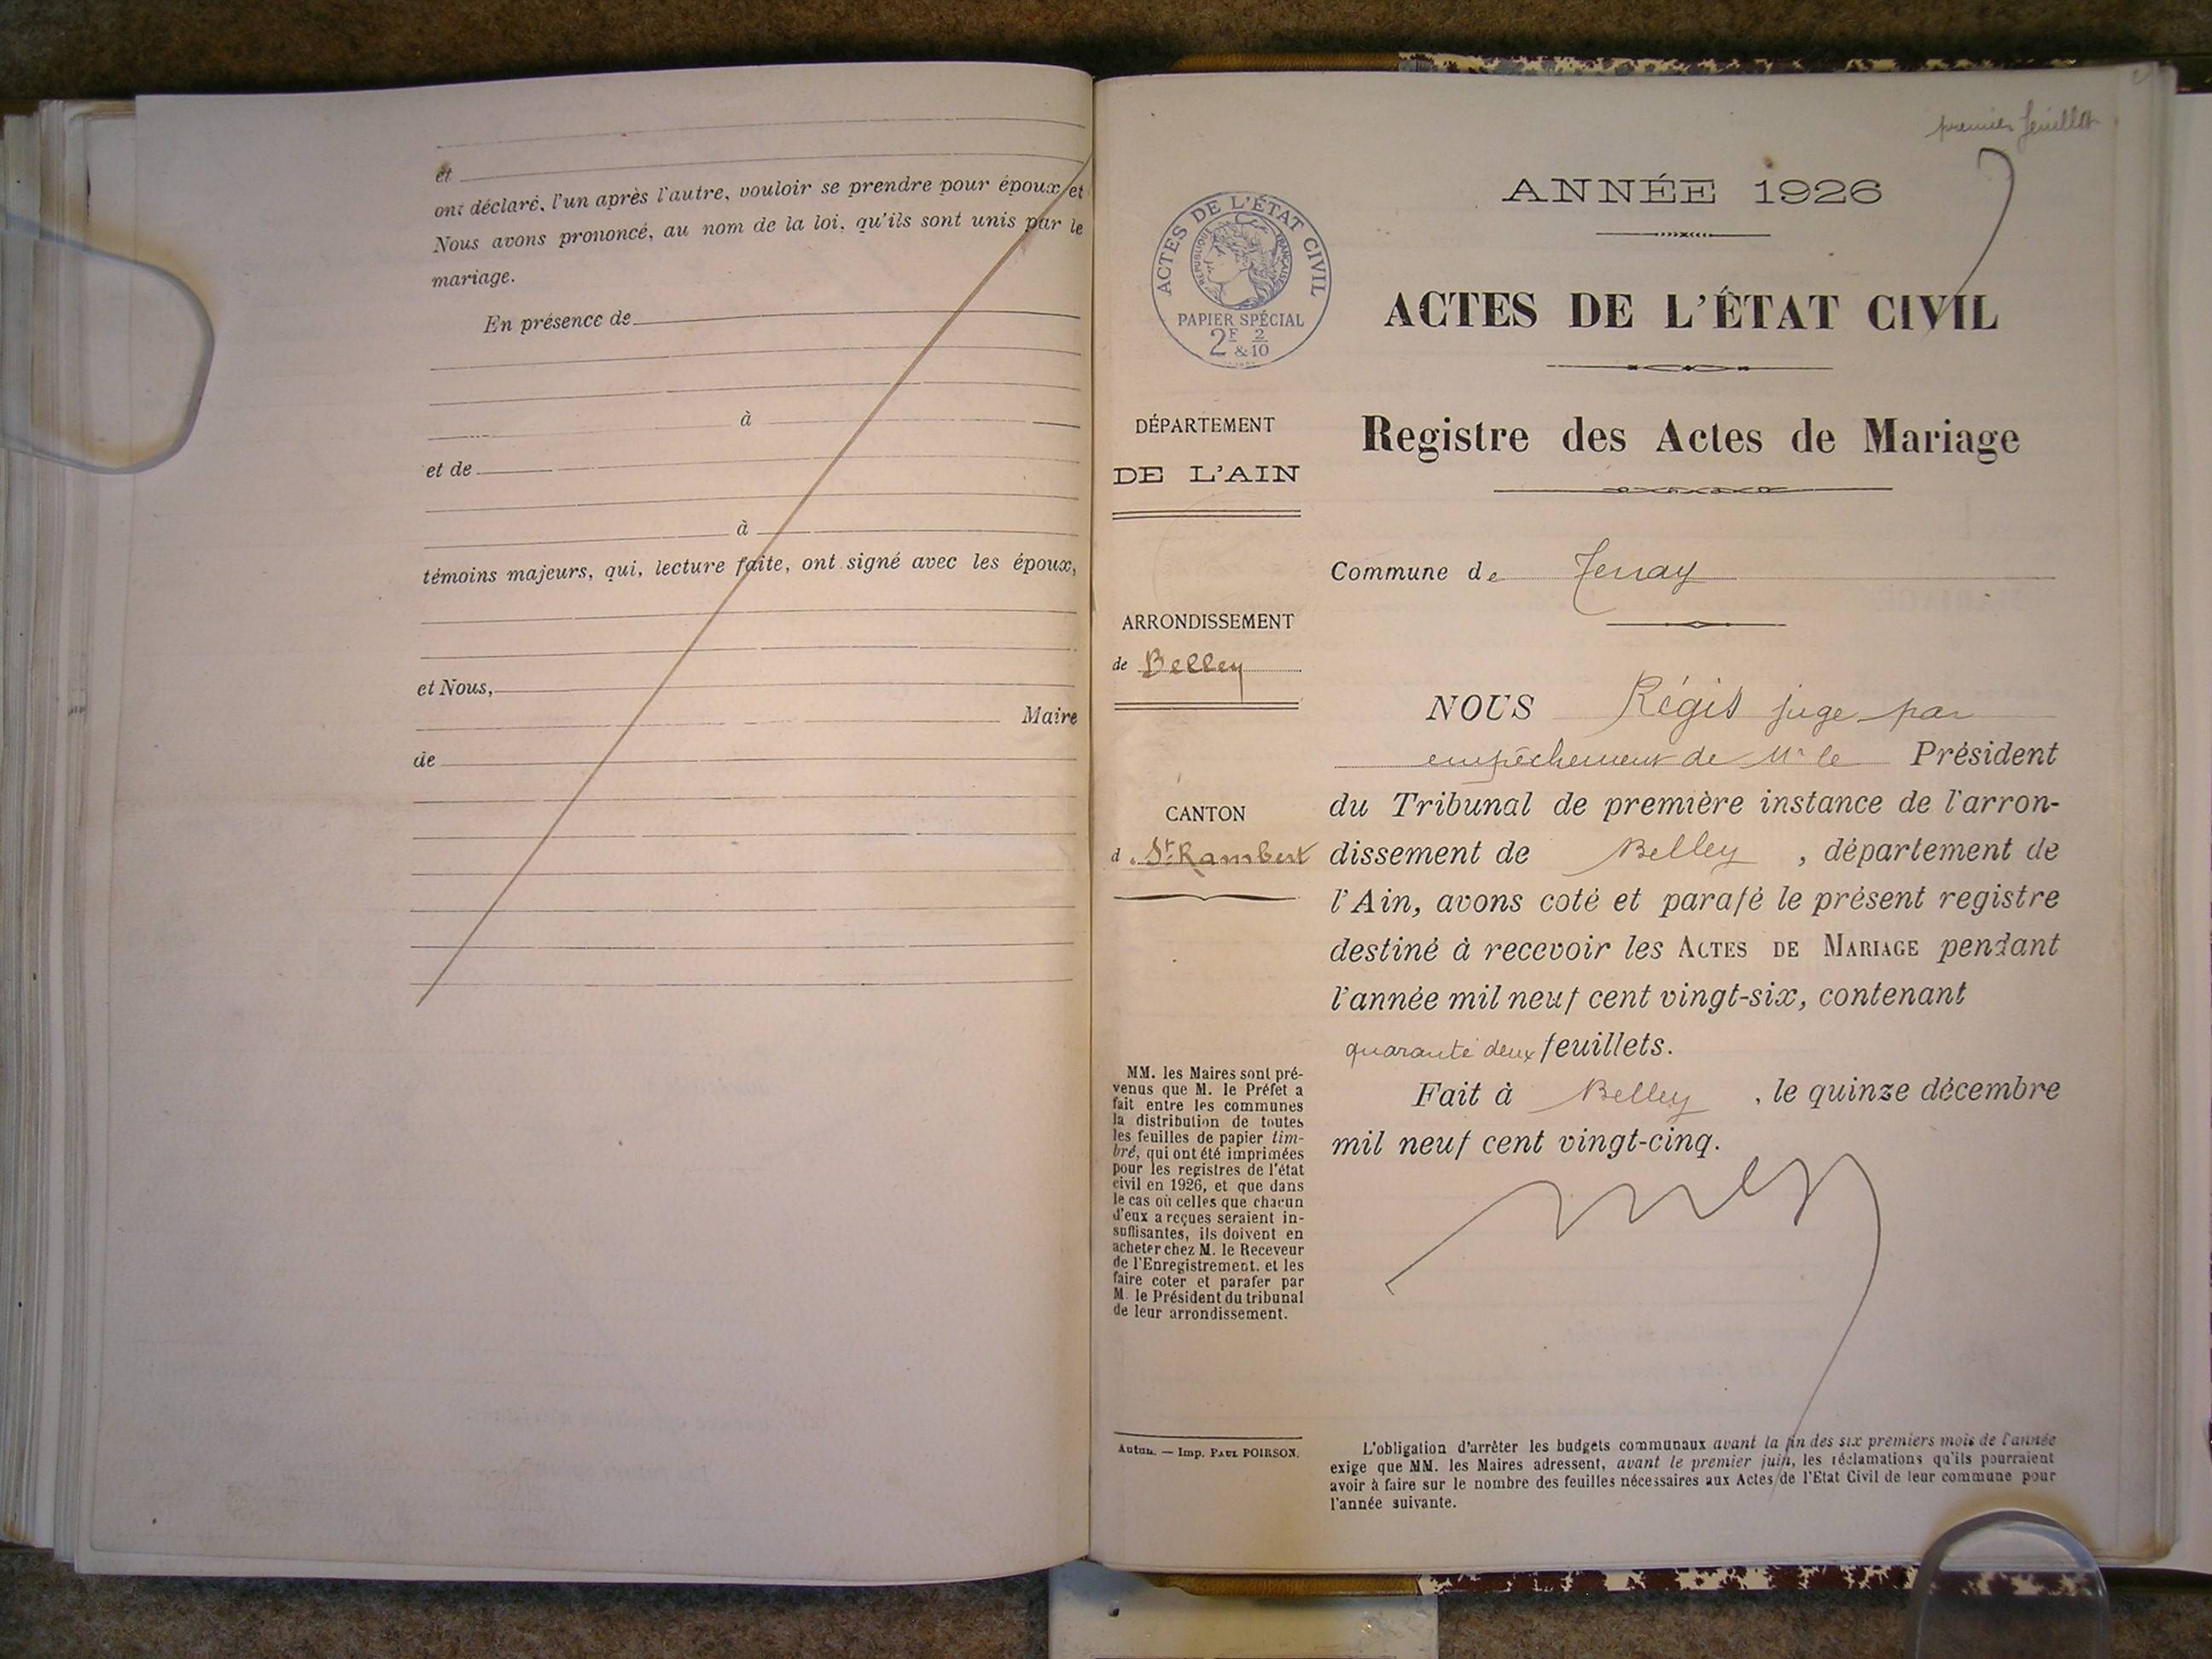 et
ont déclaré, l'un après l'autre, vouloir se prendre pour époux et
Nous avons prononcé, au nom de la loi, qu'ils sont unis par le
mariage.
En présence de
à
et de
à
témoins majeurs, qui, lecture faite, ont signé avec les époux,
et Nous,
Maire
de
premier feuillet
ANNÉE 1926
ACTES DE L'ÉTAT CIVIL
RÉPUBLIQUE FRANÇAISE
PAPIER SPÉCIAL
2F 2
&10
ACTES DE L'ÉTAT CIVIL
Registre des Actes de Mariage
DÉPARTEMENT
DE L'AIN
Commune de Tenay
ARRONDISSEMENT
de Belley
CANTON
d. St Rambert
NOUS Régis juge par
empêchement de Mr le Président
du Tribunal de première instance de l'arron-
dissement de Belley, département de
l'Ain, avons coté et parafé le présent registre
destiné à recevoir les ACTES DE MARIAGE pendant
l'année mil neuf cent vingt-six, contenant
quarante deux feuillets.
Fait à Belley, le quinze décembre
mil neuf cent vingt-cinq.
MM. les Maires sont pré-
venus que M. le Préfet a
fait entre les communes
la distribution de toutes
les feuilles de papier tim-
bré, qui ont été imprimées
pour les registres de l'état
civil en 1926, et que dans
le cas où celles que chacun
d'eux a reçues seraient in-
suffisantes, ils doivent en
acheter chez M. le Receveur
de l'Enregistrement. et les
faire coter et parafer par
M. le Président du tribunal
de leur arrondissement.
Autun. — Imp. PAUL POIRSON.
L'obligation d'arrêter les budgets communaux avant la fin des six premiers mois de l'année
exige que MM. les Maires adressent, avant le premier juin, les réclamations qu'ils pourraient
avoir à faire sur le nombre des feuilles nécessaires aux Actes de l'Etat Civil de leur commune pour
l'année suivante.